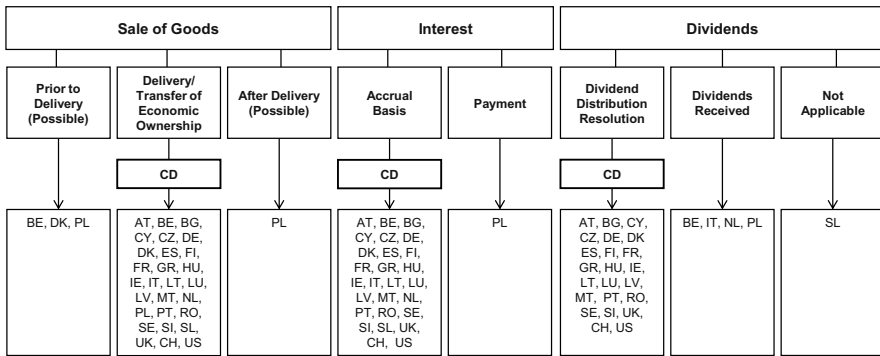 Sale of Goods
Interest
Dividends
Prior to
Delivery
(Possible)
Delivery/
Transfer of
Economic
Ownership
After Delivery
(Possible)
Accrual
Basis
Payment
Dividend
Distribution
Resolution
Dividends
Received
Not
Applicable
CD
CD
CD
BE, DK, PL
AT, BE, BG,
CY, CZ, DE,
DK, ES, FI,
FR, GR, HU,
IE, IT, LT, LU,
LV, MT, NL,
PL, PT, RO,
SE, SI, SL,
UK, CH, US
PL
AT, BE, BG,
CY, CZ, DE,
DK, ES, FI,
FR, GR, HU,
IE, IT, LT, LU,
LV, MT, NL,
PT, RO, SE,
SI, SL, UK,
CH, US
PL
AT, BG, CY,
CZ, DE, DK
ES, FI, FR,
GR, HU, IE,
LT, LU, LV,
MT, PT, RO,
SE, SI, UK,
CH, US
BE, IT, NL, PL
SL